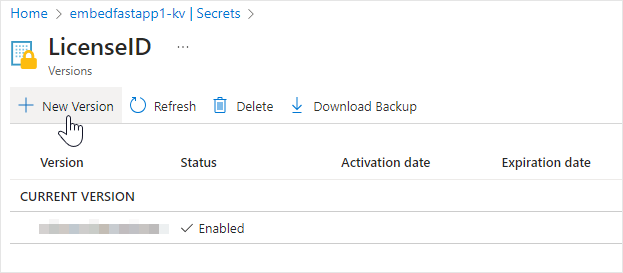 Home > embedfastapp1-kv | Secrets >
LicenseID ...
Versions
New Version Refresh Delete Download Backup
Version Status Activation date Expiration date
CURRENT VERSION
Enabled